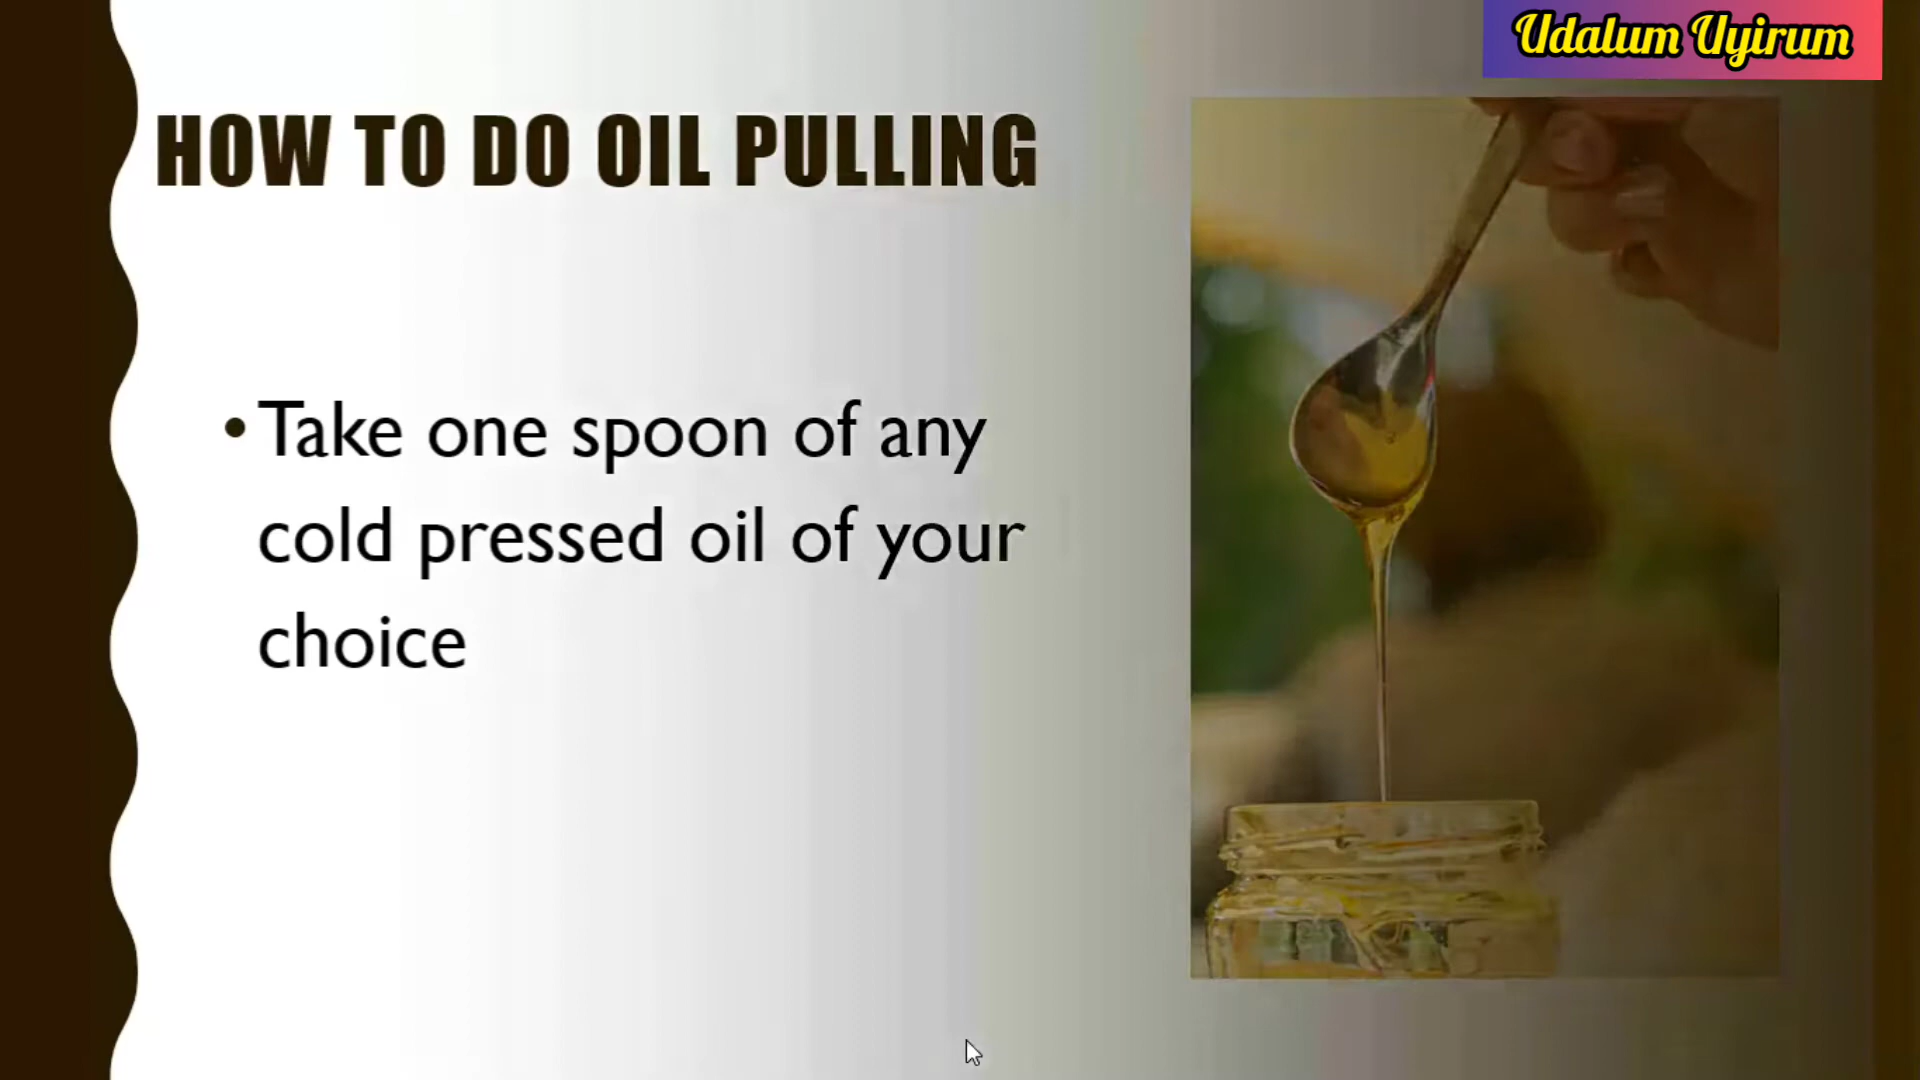 Udalum Uyirum
HOW TO DO OIL PULLING
• Take one spoon of any
cold pressed oil of your
choice